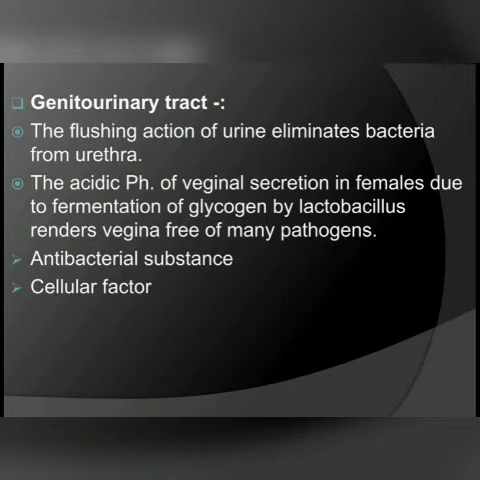 Genitourinary tract -:
The flushing action of urine eliminates bacteria
from urethra.
The acidic Ph. of veginal secretion in females due
to fermentation of glycogen by lactobacillus
renders vegina free of many pathogens.
Antibacterial substance
Cellular factor